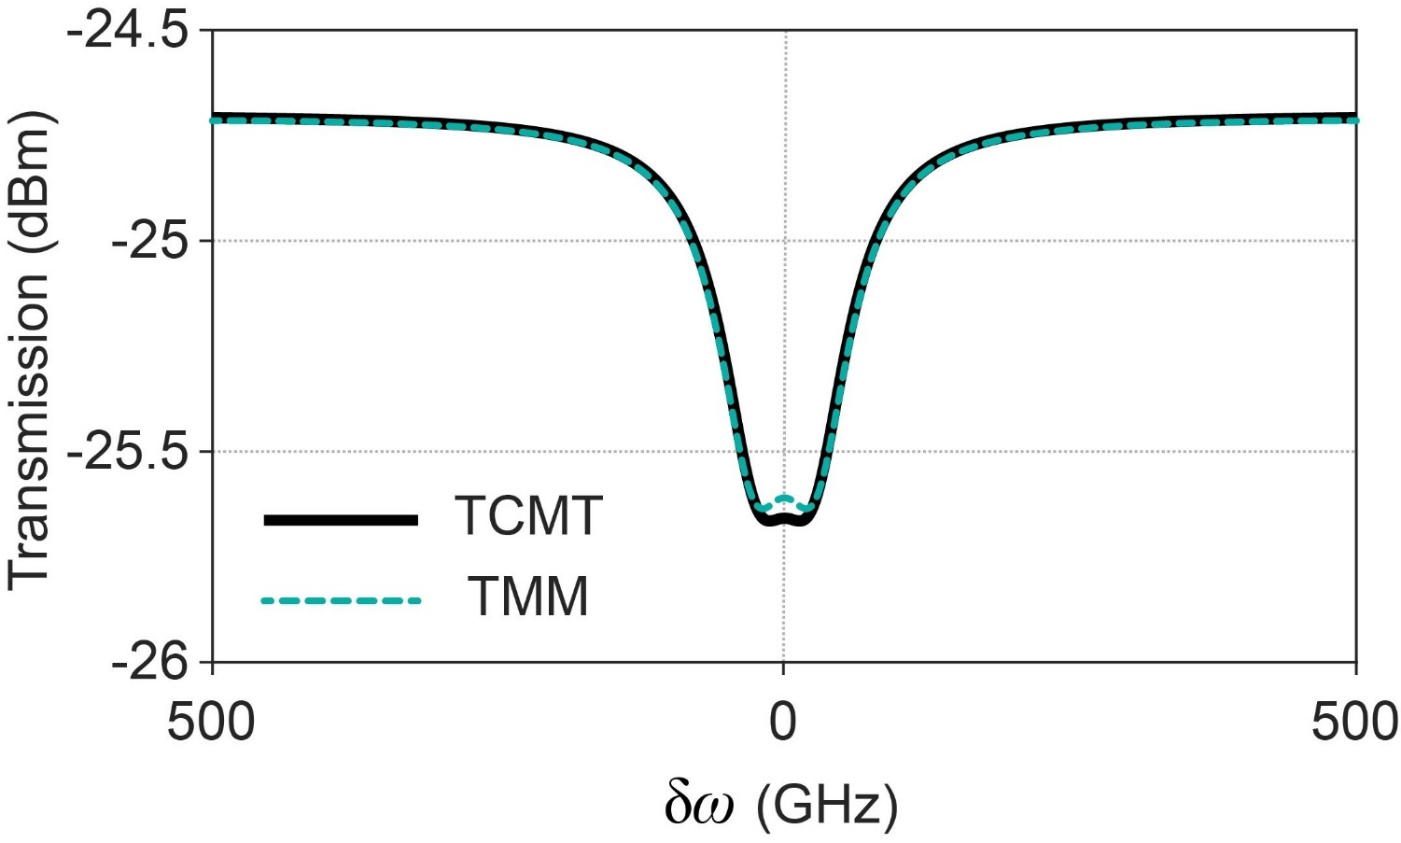 -24.5
-25
-25.5
-26
Transmission (dBm)
TCMT
TMM
500 0 500
δω (GHz)